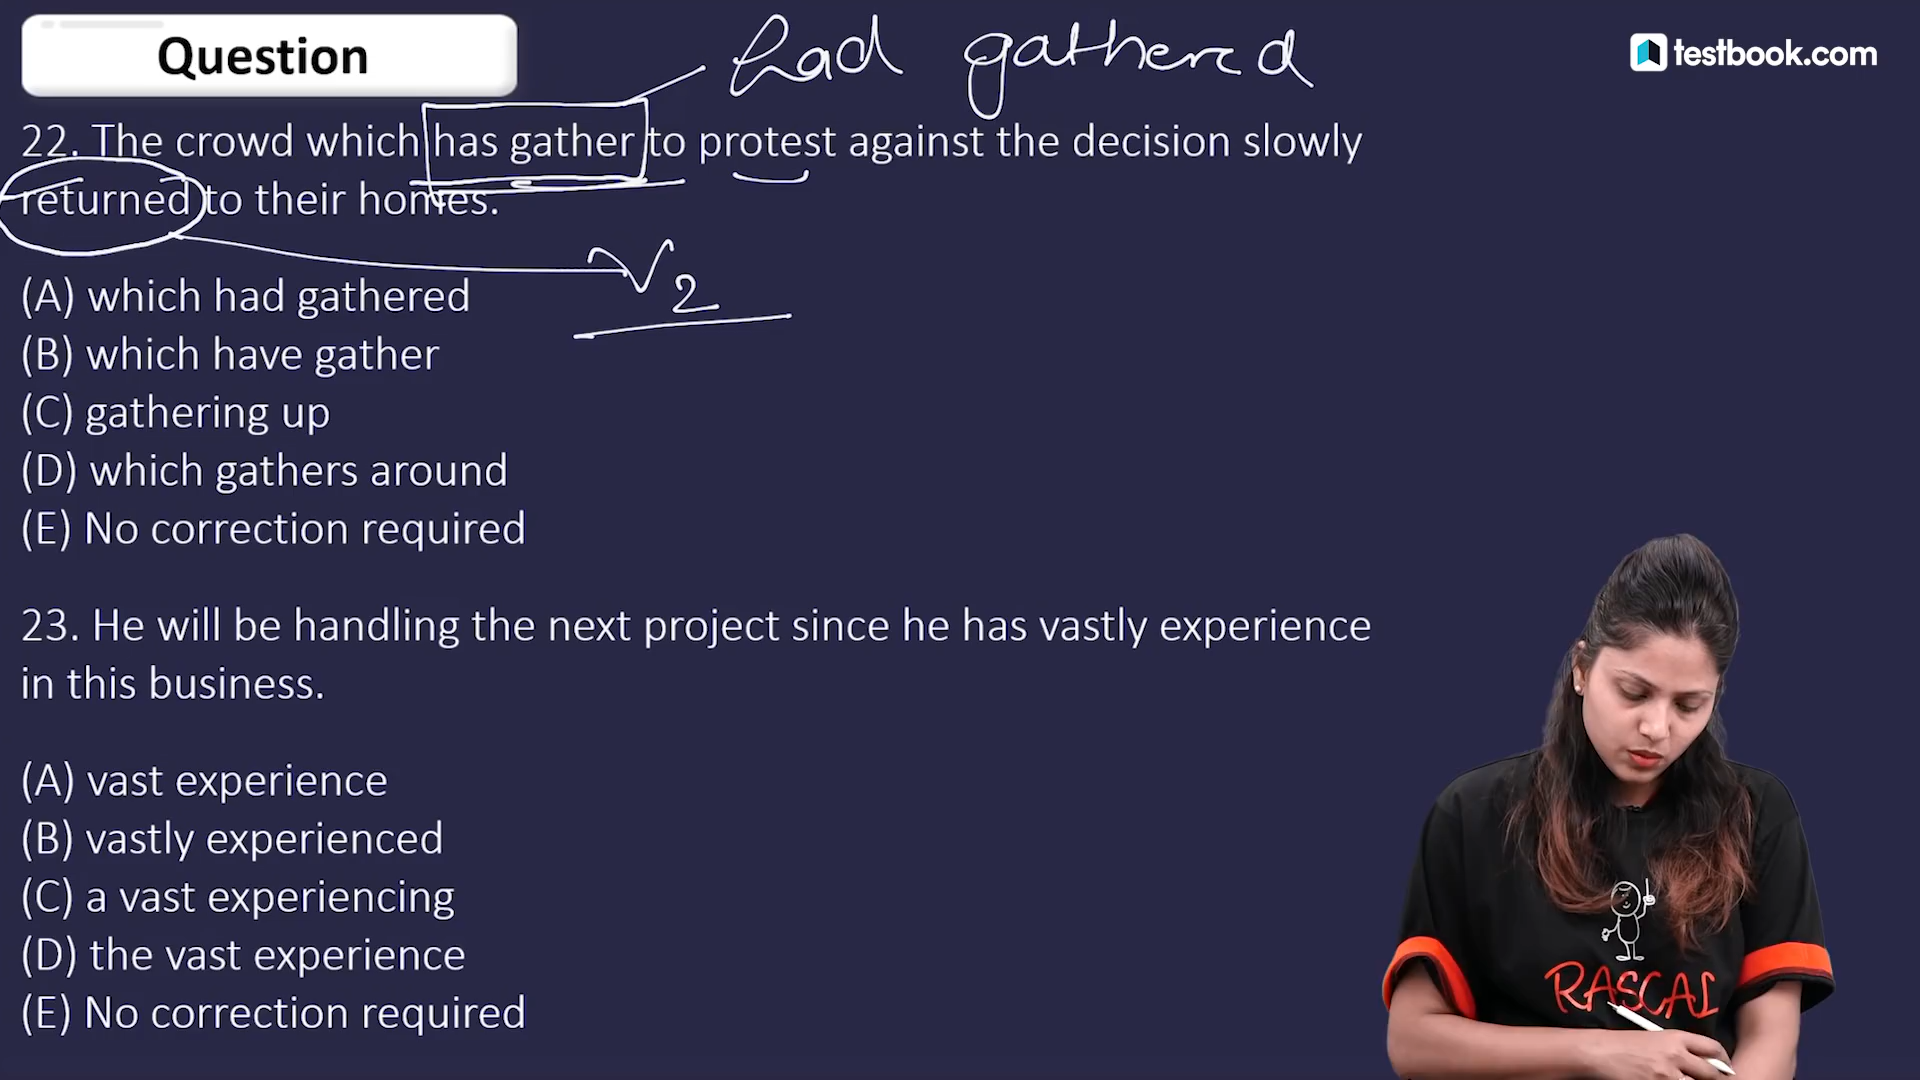 Question
had gathered
testbook.com
22. The crowd which has gather to protest against the decision slowly
returned to their homes.
V2
(A) which had gathered
(B) which have gather
(C) gathering up
(D) which gathers around
(E) No correction required
23. He will be handling the next project since he has vastly experience
in this business.
(A) vast experience
(B) vastly experienced
(C) a vast experiencing
(D) the vast experience
(E) No correction required
RASCAL